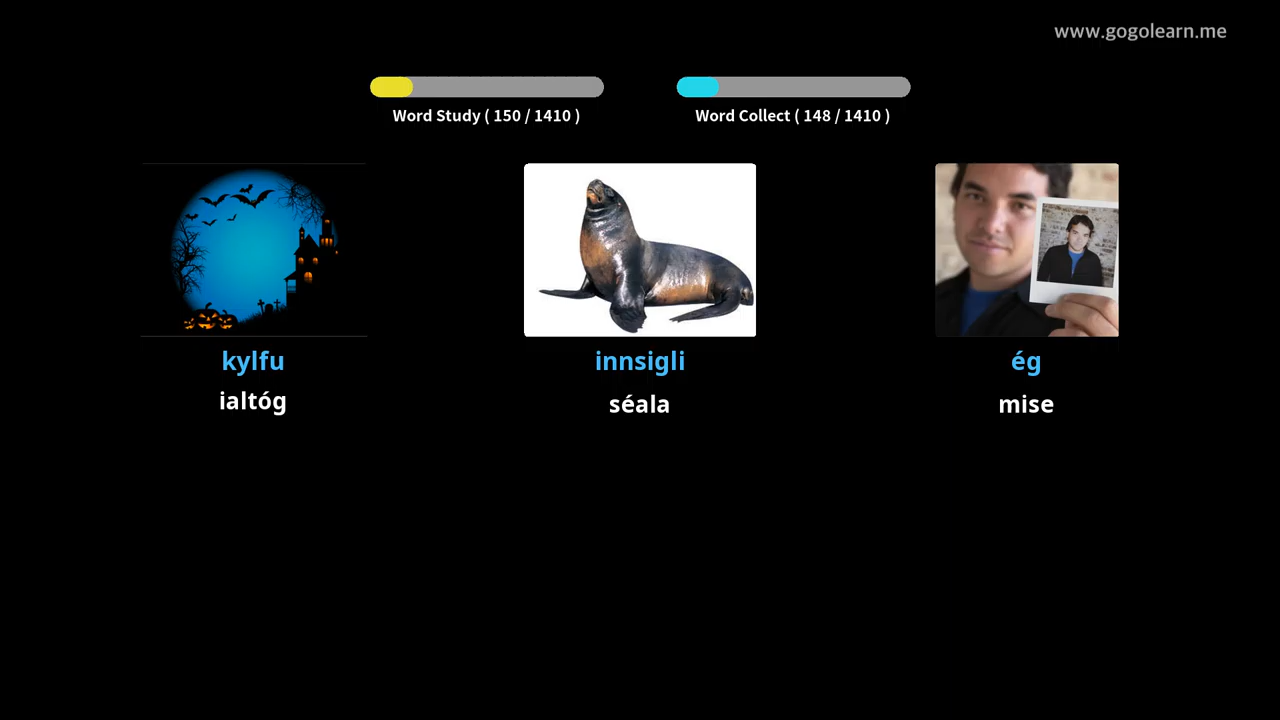 www.gogolearn.me
Word Study ( 150 / 1410 )
Word Collect ( 148 / 1410 )
kylfu
innsigli
ég
ialtóg
séala
mise